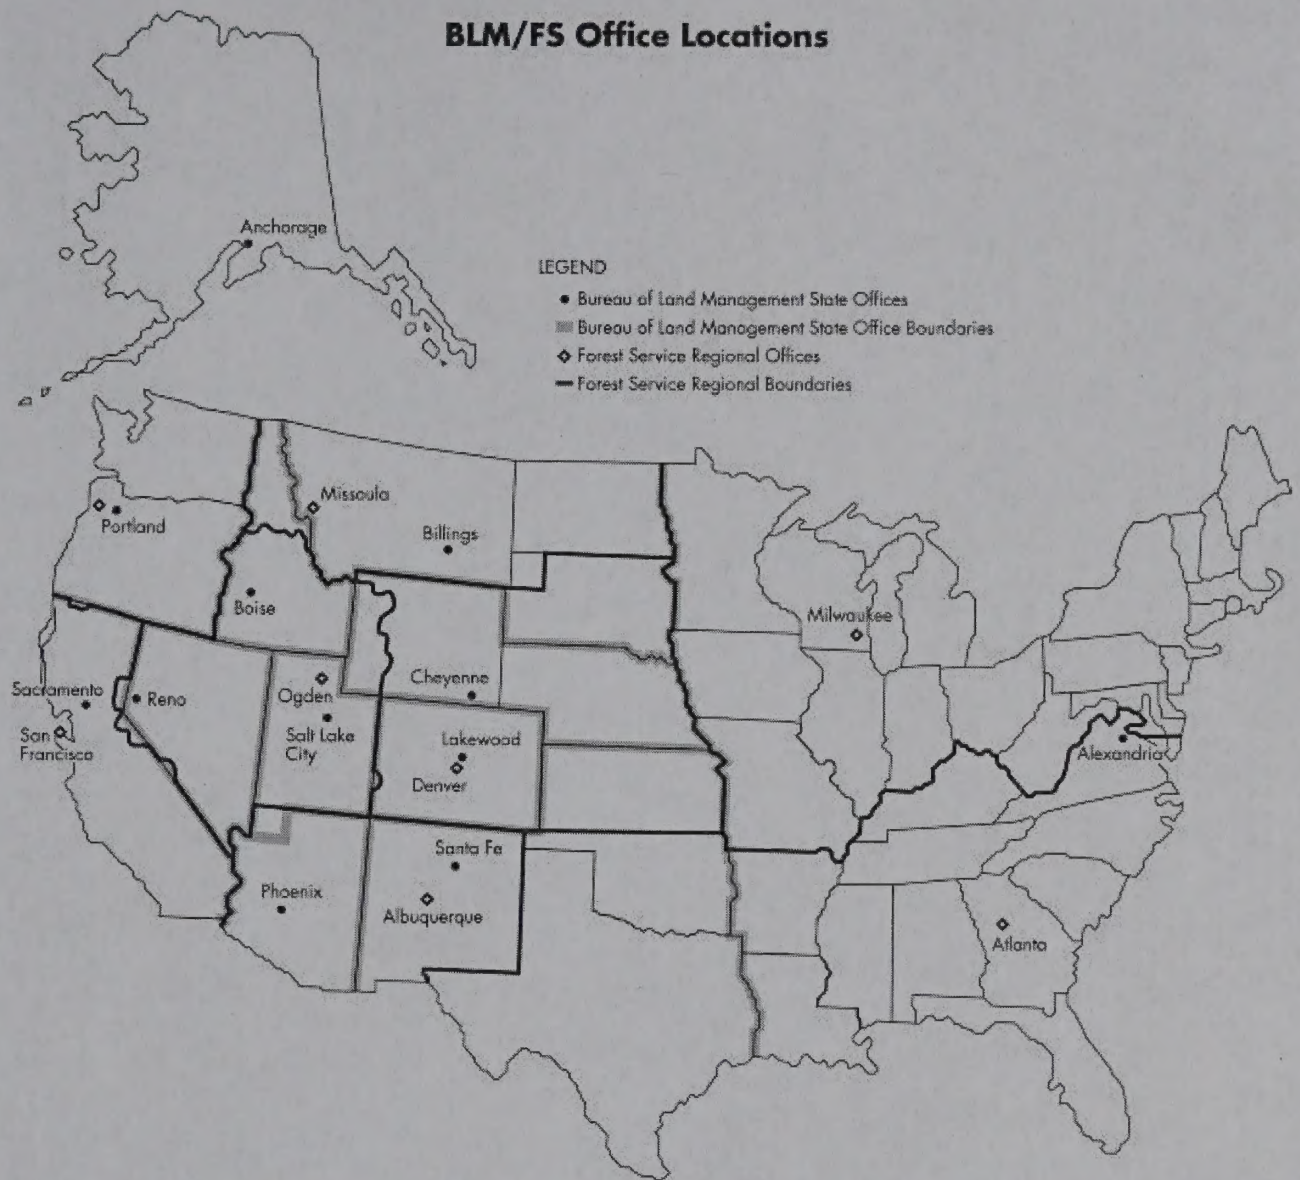 BLM/FS Office Locations
Anchorage
LEGEND
Bureau of Land Management State Offices
Bureau of Land Management State Office Boundaries
Forest Service Regional Offices
Forest Service Regional Boundaries
Missoula
Portland
Billings
Boise
Milwaukee
Cheyenne
Sacramento
Reno
Ogden
San
Francisco
Salt Lake
City
Lakewood
Denver
Alexandria
Santa Fe
Phoenix
Albuquerque
Atlanta